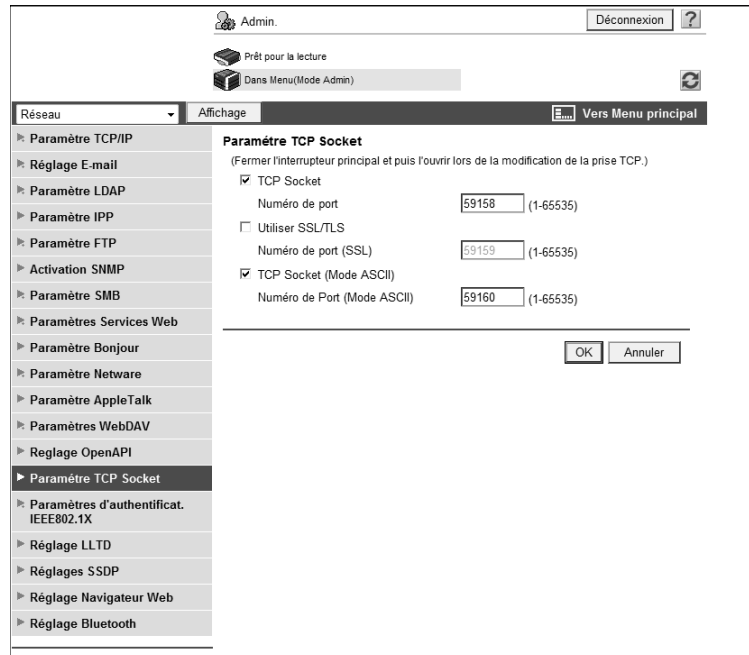 Admin.
Déconnexion
?
Prêt pour la lecture
Dans Menu(Mode Admin)
Réseau
Affichage
Vers Menu principal
Paramètre TCP/IP
Réglage E-mail
Paramètre LDAP
Paramètre IPP
Paramètre FTP
Activation SNMP
Paramètre SMB
Paramètres Services Web
Paramètre Bonjour
Paramètre Netware
Paramètre AppleTalk
Paramètres WebDAV
Reglage OpenAPI
Paramétre TCP Socket
Paramètres d'authentificat.
IEEE802.1X
Réglage LLTD
Réglages SSDP
Réglage Navigateur Web
Réglage Bluetooth
Paramétre TCP Socket
(Fermer l'interrupteur principal et puis l'ouvrir lors de la modification de la prise TCP.)
TCP Socket
Numéro de port 59158 (1-65535)
Utiliser SSL/TLS
Numéro de port (SSL) 59159 (1-65535)
TCP Socket (Mode ASCII)
Numéro de Port (Mode ASCII) 59160 (1-65535)
OK Annuler